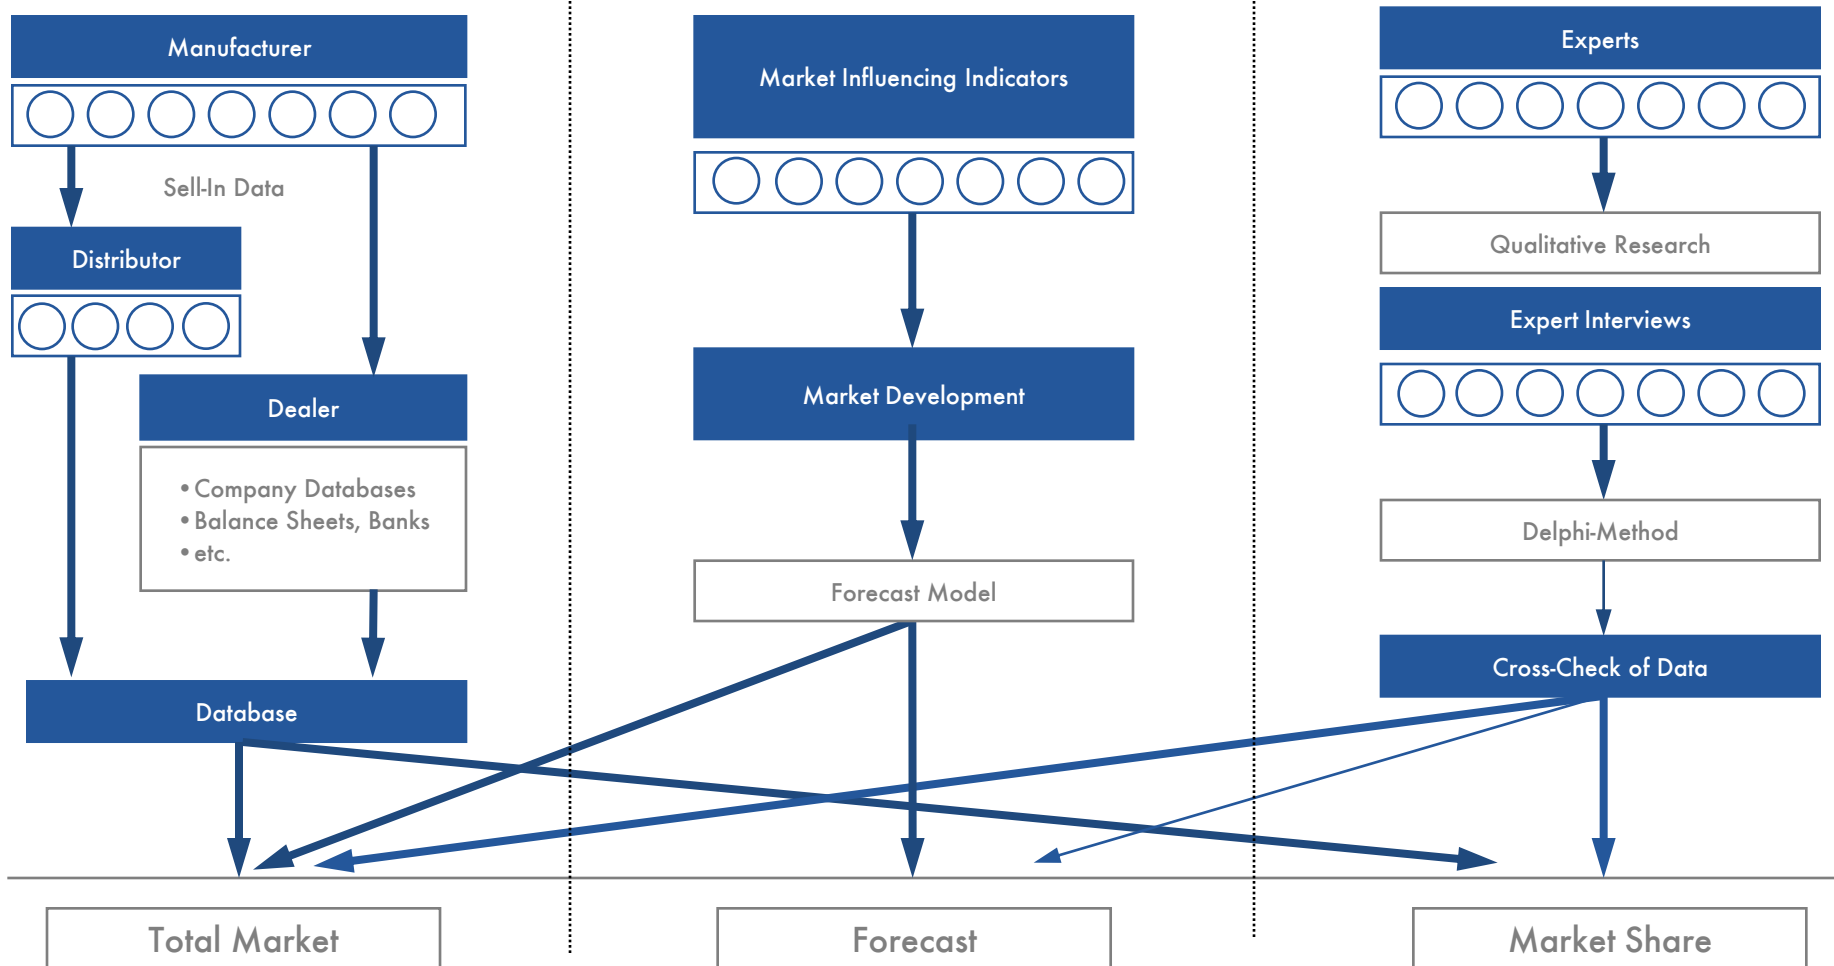 Manufacturer
Sell-In Data
Distributor
Dealer
•Company Databases
•Balance Sheets, Banks
•etc.
Database
Total Market
Market Influencing Indicators
Market Development
Forecast Model
Forecast
Experts
Qualitative Research
Expert Interviews
Delphi-Method
Cross-Check of Data
Market Share